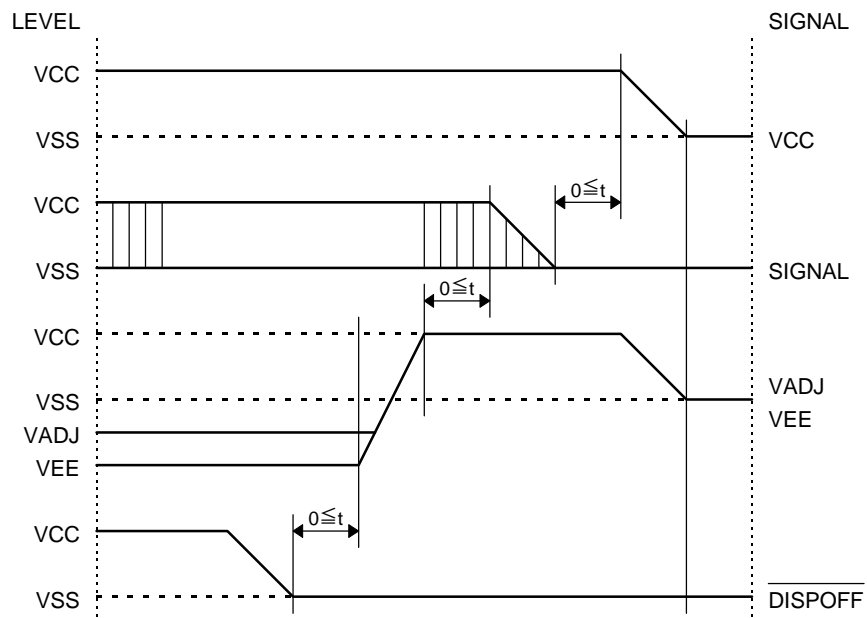 LEVEL SIGNAL
VCC
VSS VCC
0≦t
VCC
VSS SIGNAL
0≦t
VCC
VSS VADJ
VEE
VADJ
VEE
0≦t
VCC
VSS DISPOFF